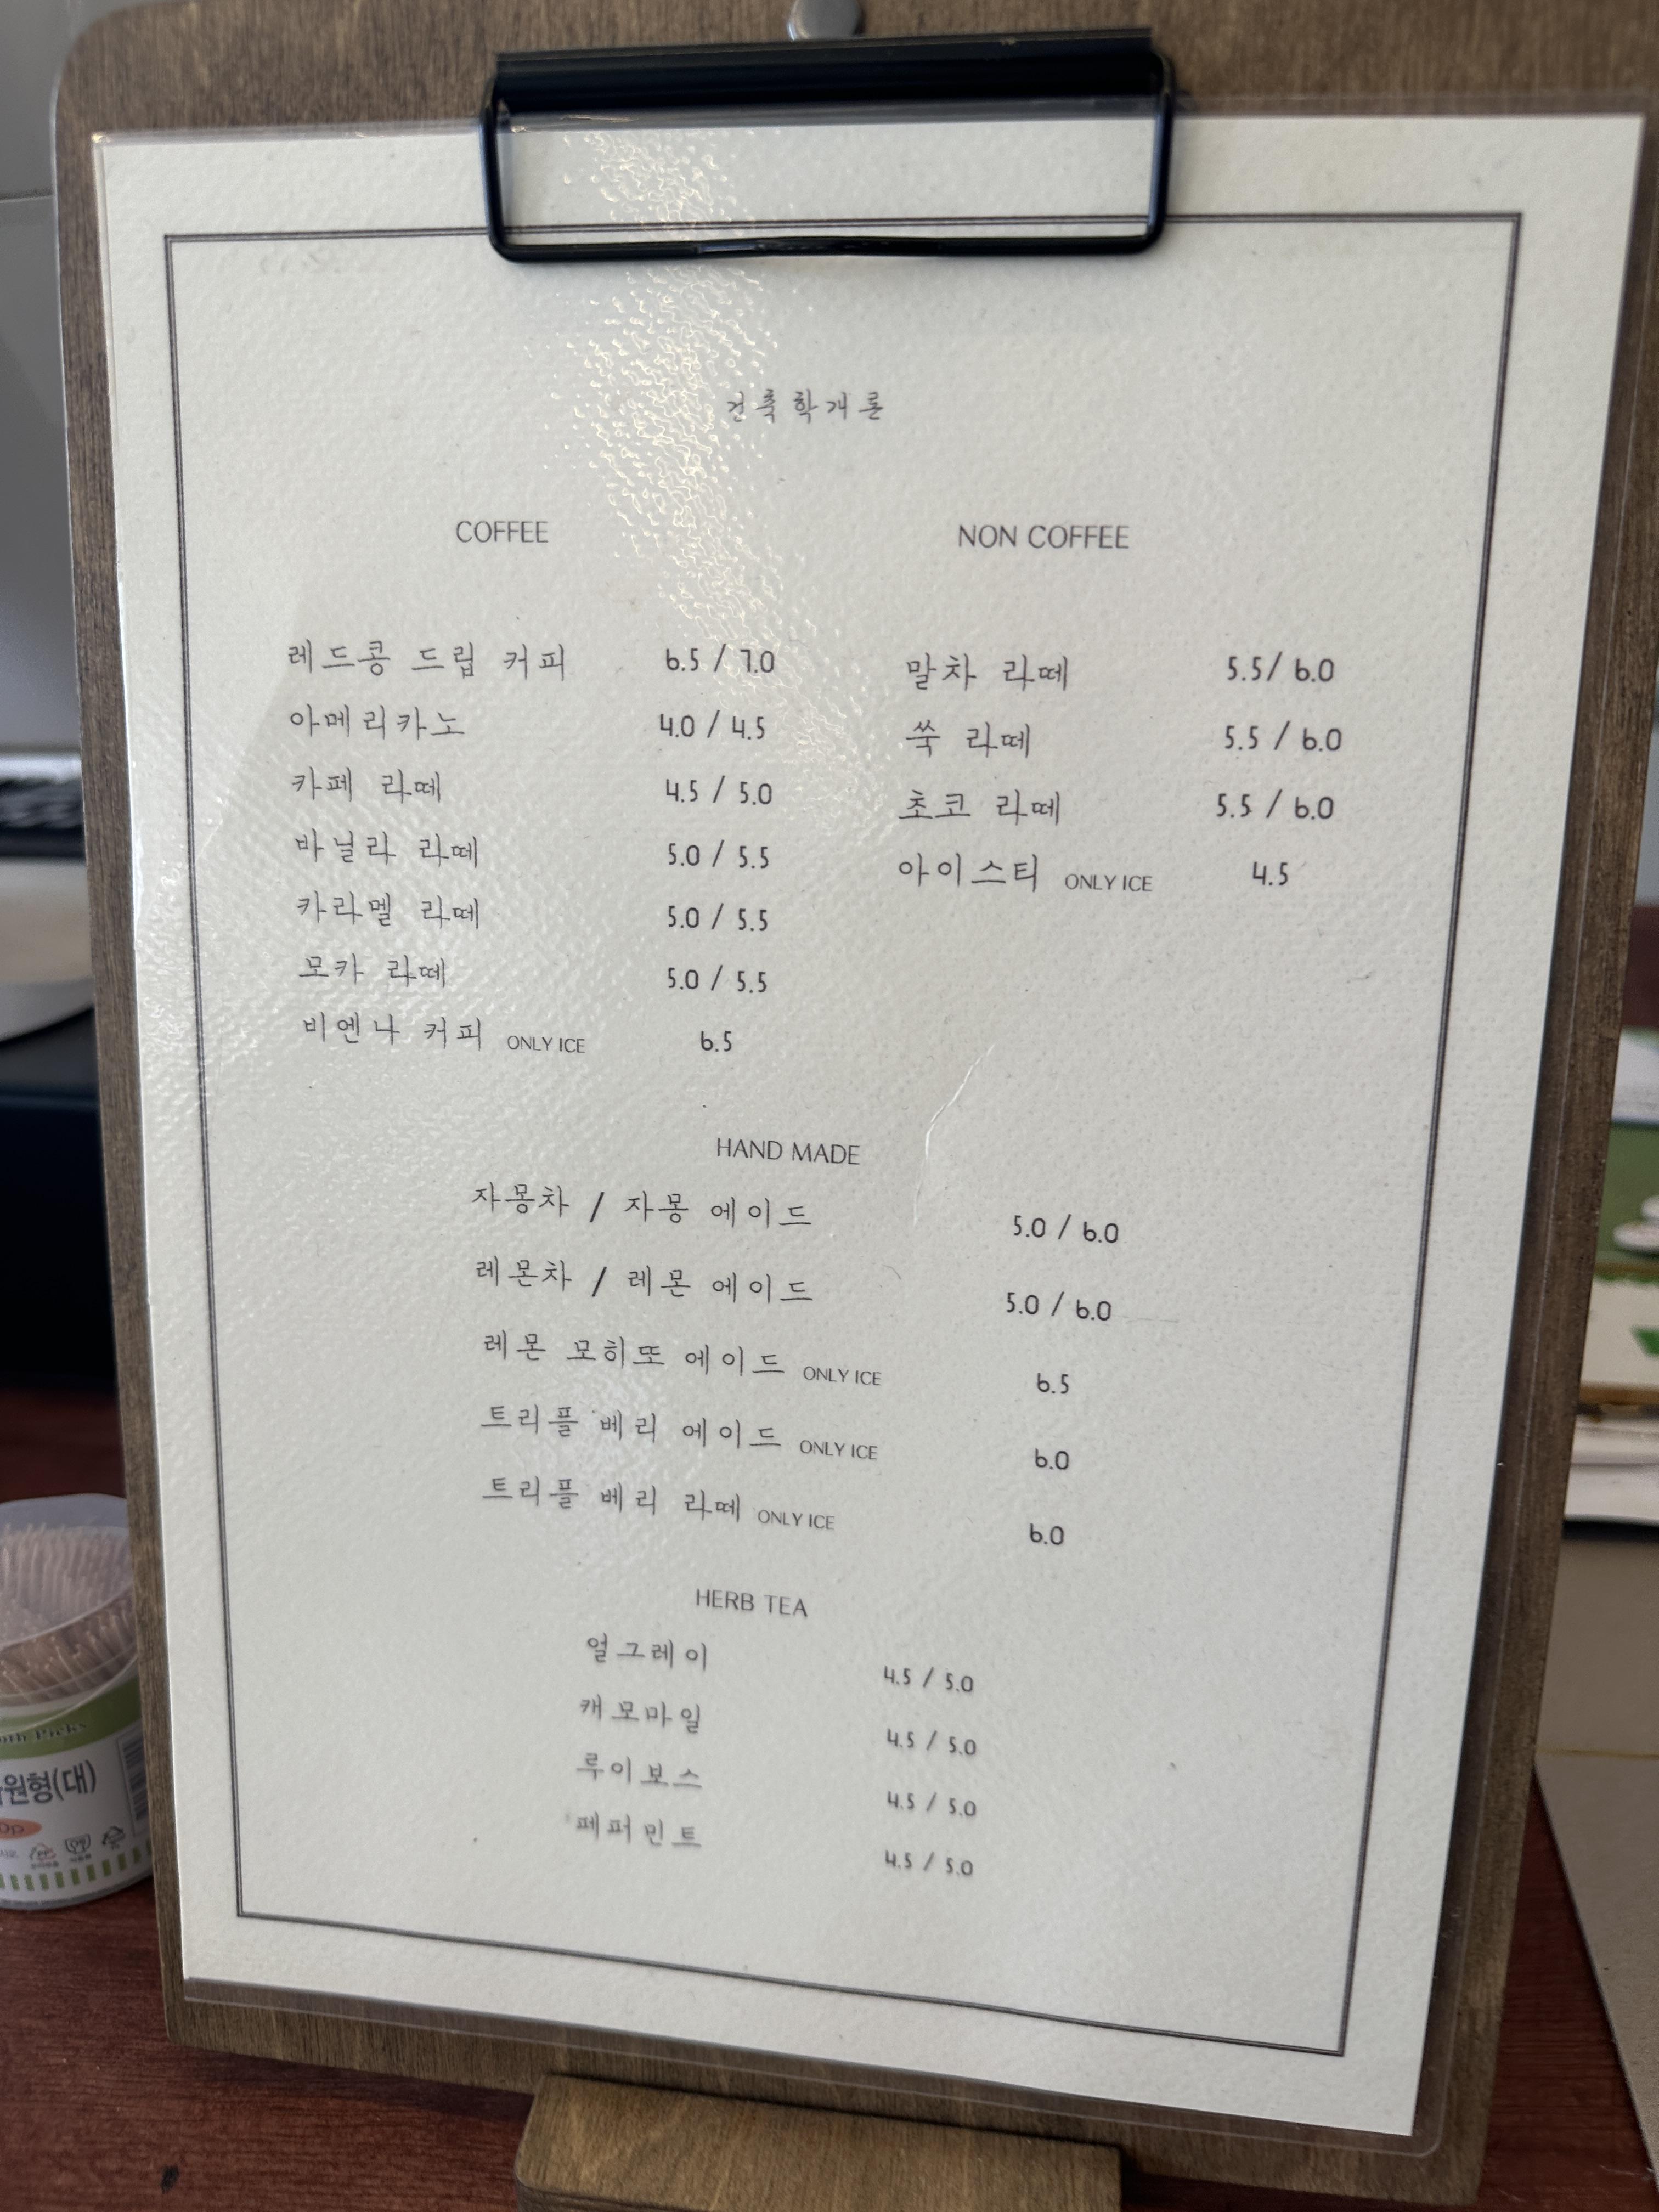 건축학개론
COFFEE
레드콩 드립 커피 6.5 / 7.0
아메리카노 4.0 / 4.5
카페 라떼 4.5 / 5.0
바닐라 라떼 5.0 / 5.5
카라멜 라떼 5.0 / 5.5
모카 라떼 5.0 / 5.5
비엔나 커피 ONLY ICE 6.5
NON COFFEE
말차 라떼 5.5/ 6.0
쑥 라떼 5.5 / 6.0
초코 라떼 5.5 / 6.0
아이스티 ONLY ICE 4.5
HAND MADE
자몽차 / 자몽 에이드 5.0 / 6.0
레몬차 / 레몬 에이드 5.0 / 6.0
레몬 모히또 에이드 ONLY ICE 6.5
트리플 베리 에이드 ONLY ICE 6.0
트리플 베리 라떼 ONLY ICE 6.0
HERB TEA
얼그레이 4.5 / 5.0
캐모마일 4.5 / 5.0
루이보스 4.5 / 5.0
페퍼민트 4.5 / 5.0
Picks
원형(대)